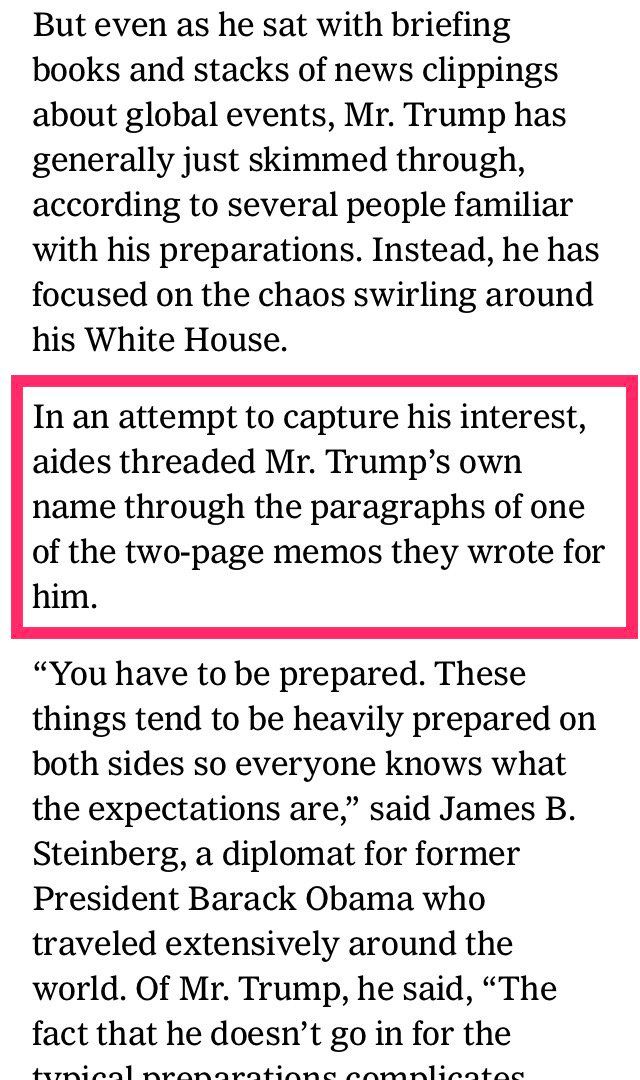 But even as he sat with briefing
books and stacks of news clippings
about global events, Mr. Trump has
generally just skimmed through,
according to several people familiar
with his preparations. Instead, he has
focused on the chaos swirling around
his White House.
In an attempt to capture his interest,
aides threaded Mr. Trump’s own
name through the paragraphs of one
of the two-page memos they wrote for
him.
“You have to be prepared. These
things tend to be heavily prepared on
both sides so everyone knows what
the expectations are,” said James B.
Steinberg, a diplomat for former
President Barack Obama who
traveled extensively around the
world. Of Mr. Trump, he said, “The
fact that he doesn’t go in for the
typical preparations complicates